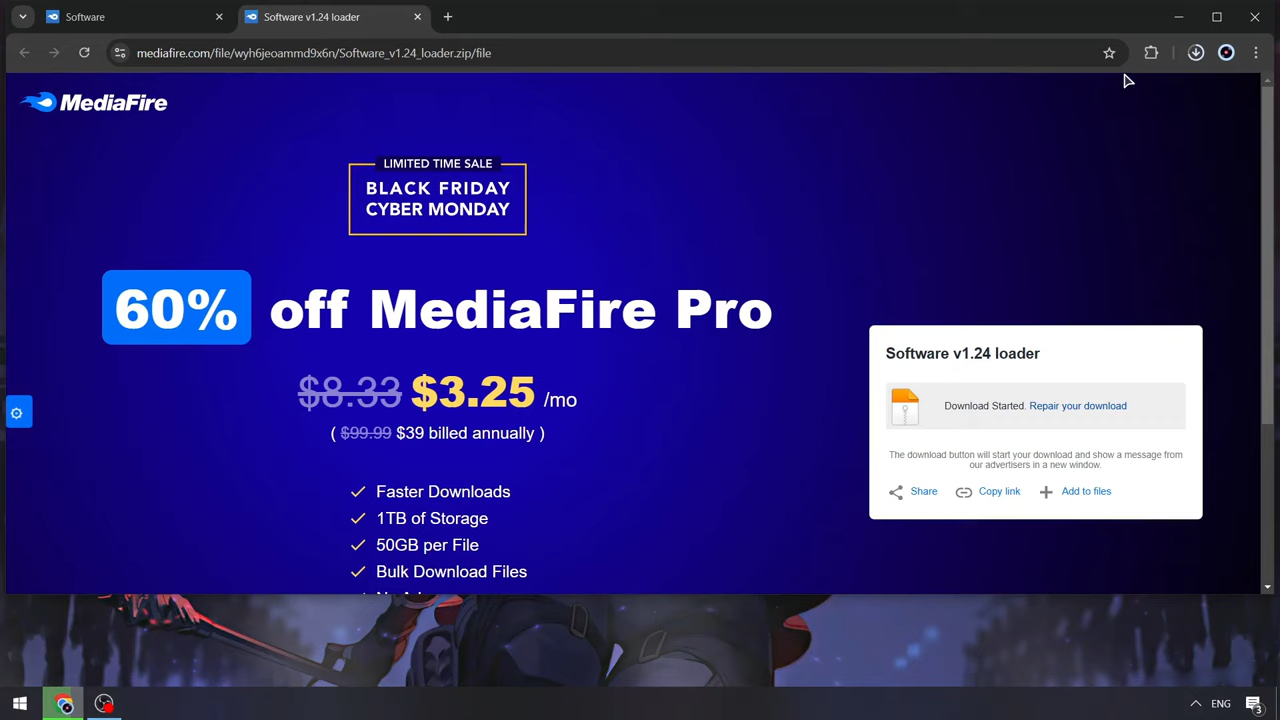 Software
Software v1.24 loader
mediafire.com/file/wyh6jeoammd9x6n/Software_v1.24_loader.zip/file
MediaFire
LIMITED TIME SALE
BLACK FRIDAY
CYBER MONDAY
60% off MediaFire Pro
$8.33 $3.25 /mo
( $99.99 $39 billed annually )
Faster Downloads
1TB of Storage
50GB per File
Bulk Download Files
Software v1.24 loader
Download Started. Repair your download
The download button will start your download and show a message from
our advertisers in a new window.
Share
Copy link
Add to files
ENG
3